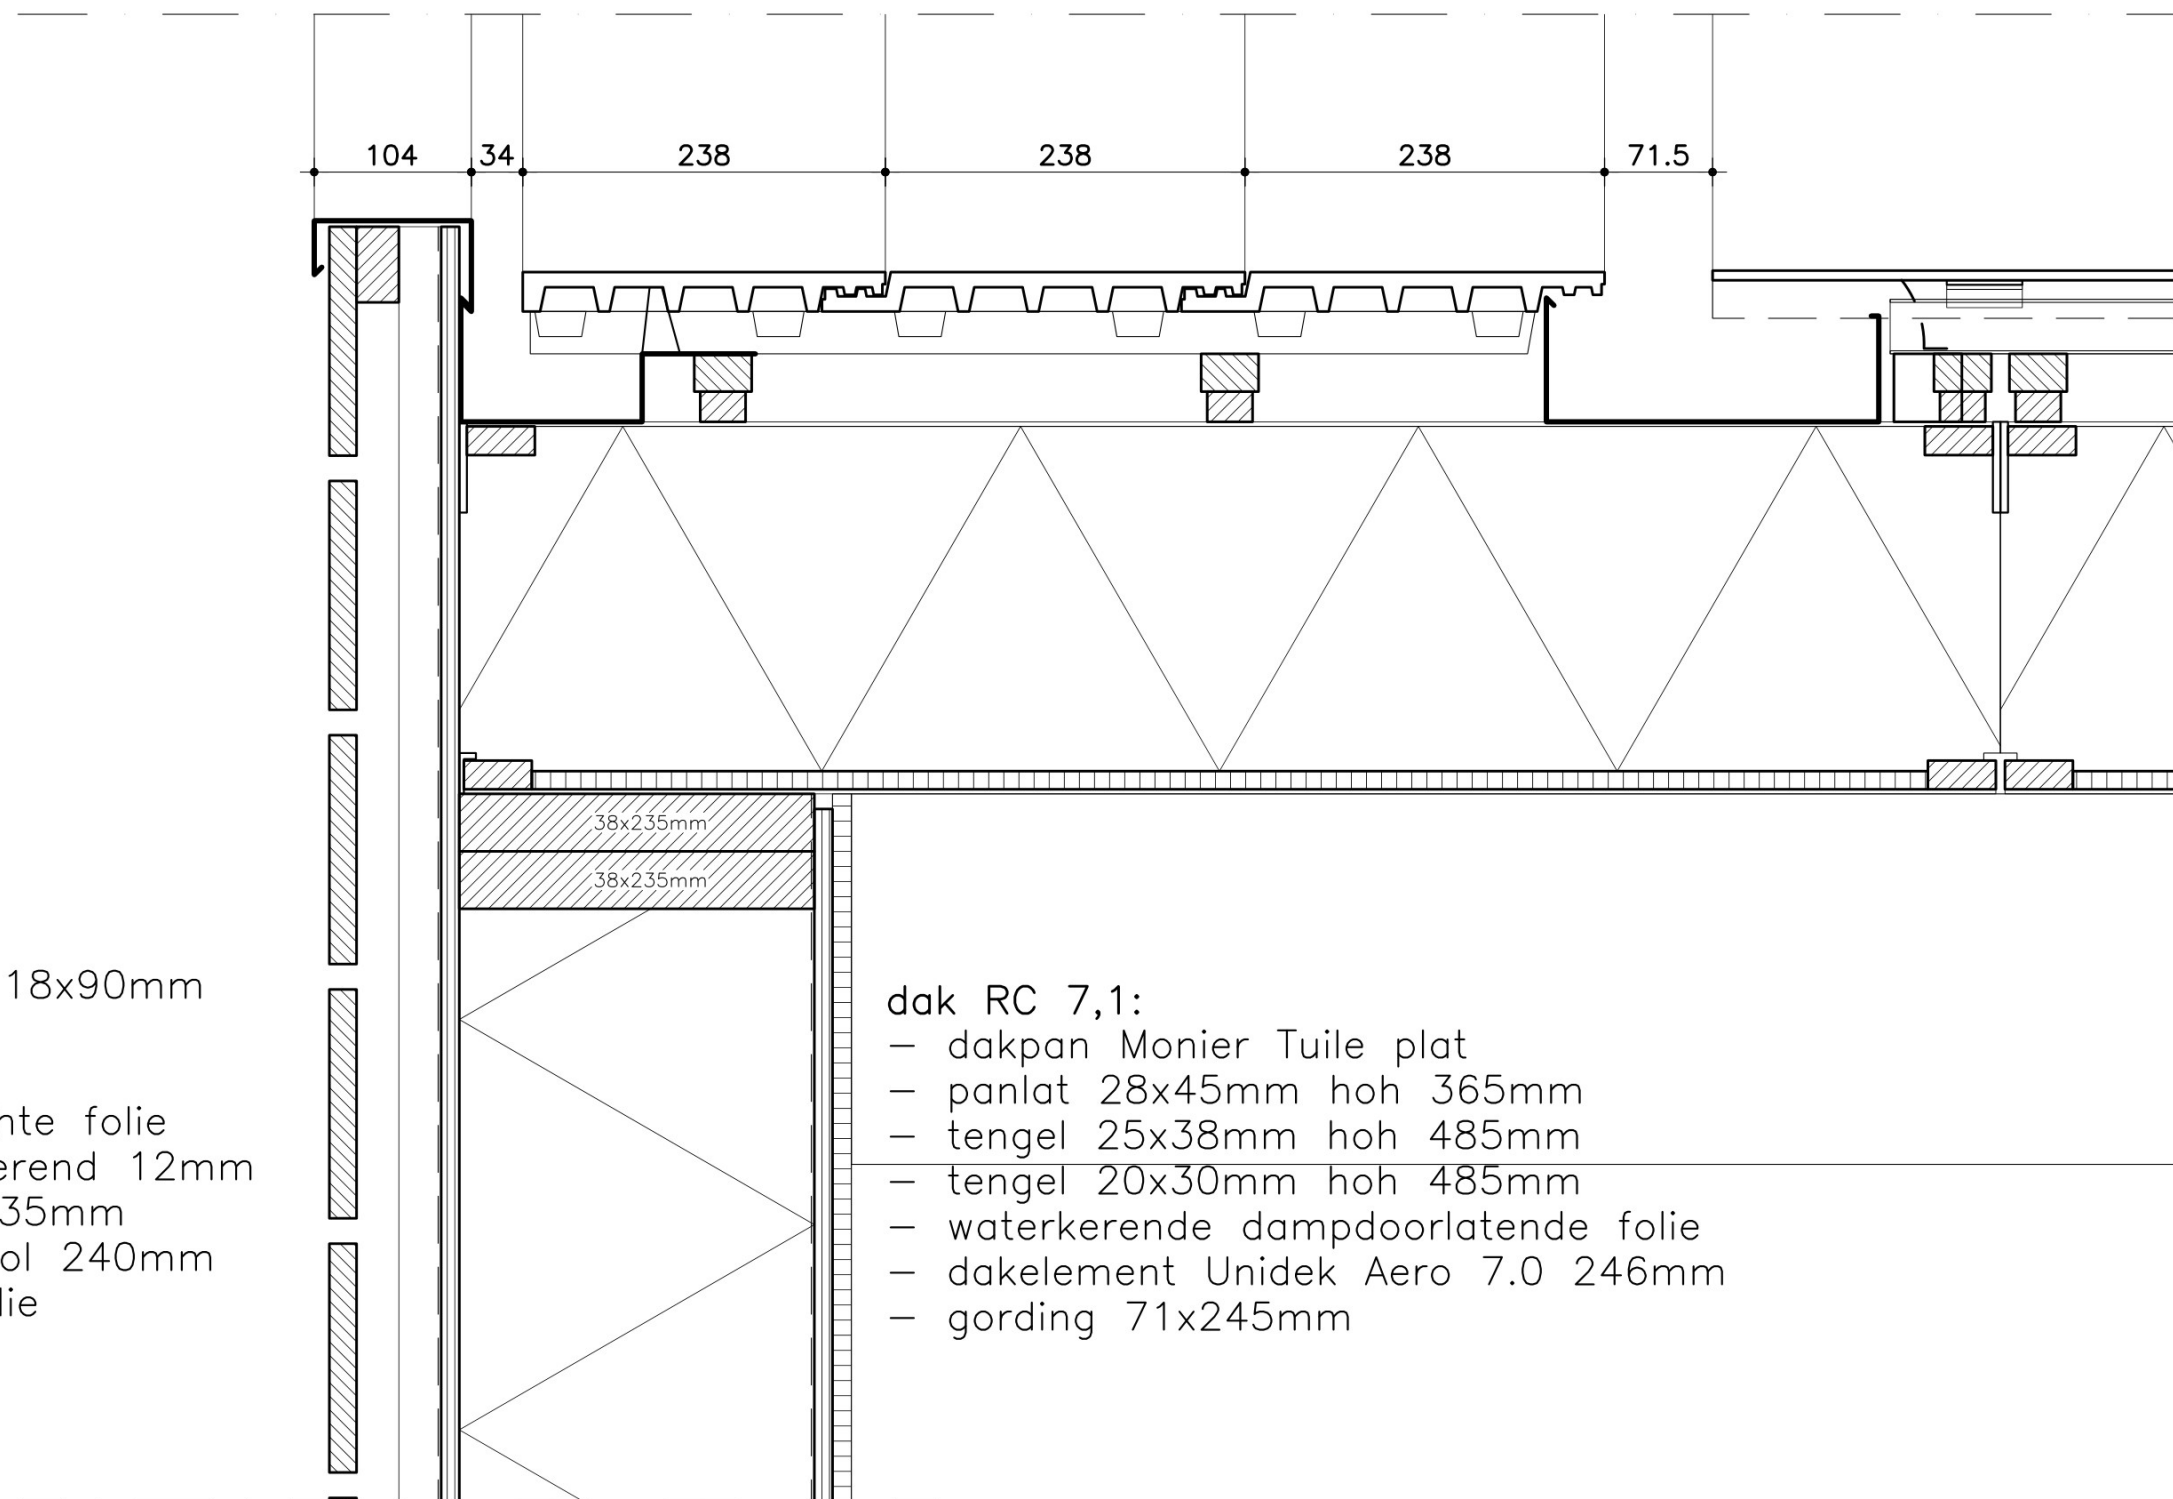 104 34 238 238 238 71.5
38x235mm
38x235mm
18x90mm
dak RC 7,1:
– dakpan Monier Tuile plat
– panlat 28x45mm hoh 365mm
nte folie
– tengel 25x38mm hoh 485mm
erend 12mm
– tengel 20x30mm hoh 485mm
35mm
– waterkerende dampdoorlatende folie
ol 240mm
– dakelement Unidek Aero 7.0 246mm
lie
– gording 71x245mm